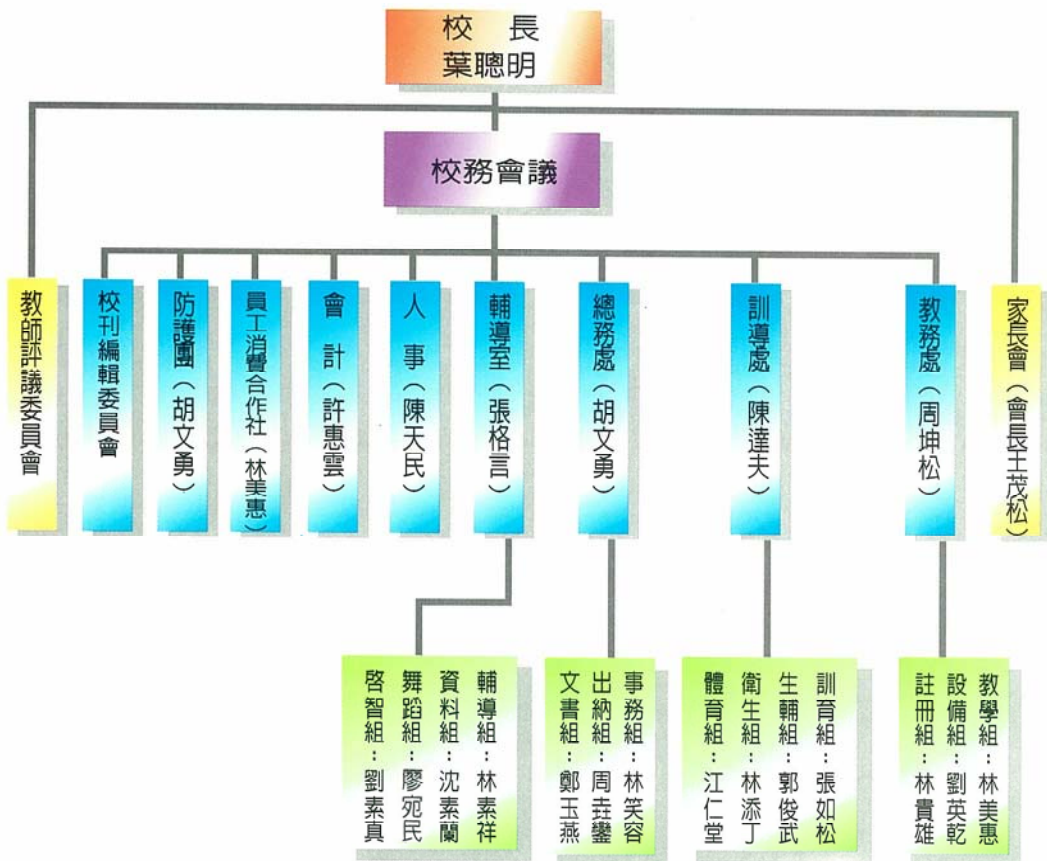 校 長
葉聰明
校務會議
家長會（會長王茂松）
教務處（周坤松）
訓導處（陳達夫）
總務處（胡文勇）
輔導室（張格言）
人 事（陳天民）
會 計（許惠雲）
員工消費合作社（林美惠）
防護團（胡文勇）
校刊編輯委員會
教師評議委員會
教學組：林美惠
設備組：劉英乾
註冊組：林貴雄
訓育組：張如松
生輔組：郭俊武
衛生組：林添丁
體育組：江仁堂
事務組：林笑容
出納組：周垚鑾
文書組：鄭玉燕
輔導組：林素祥
資料組：沈素蘭
舞蹈組：廖宛民
啓智組：劉素真